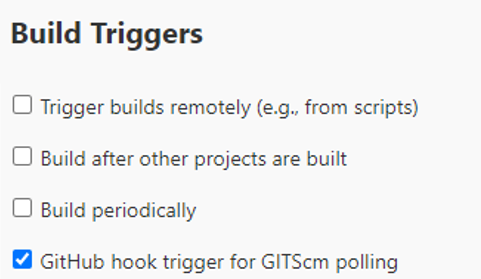 Build Triggers
Trigger builds remotely (e.g., from scripts)
Build after other projects are built
Build periodically
GitHub hook trigger for GITScm polling